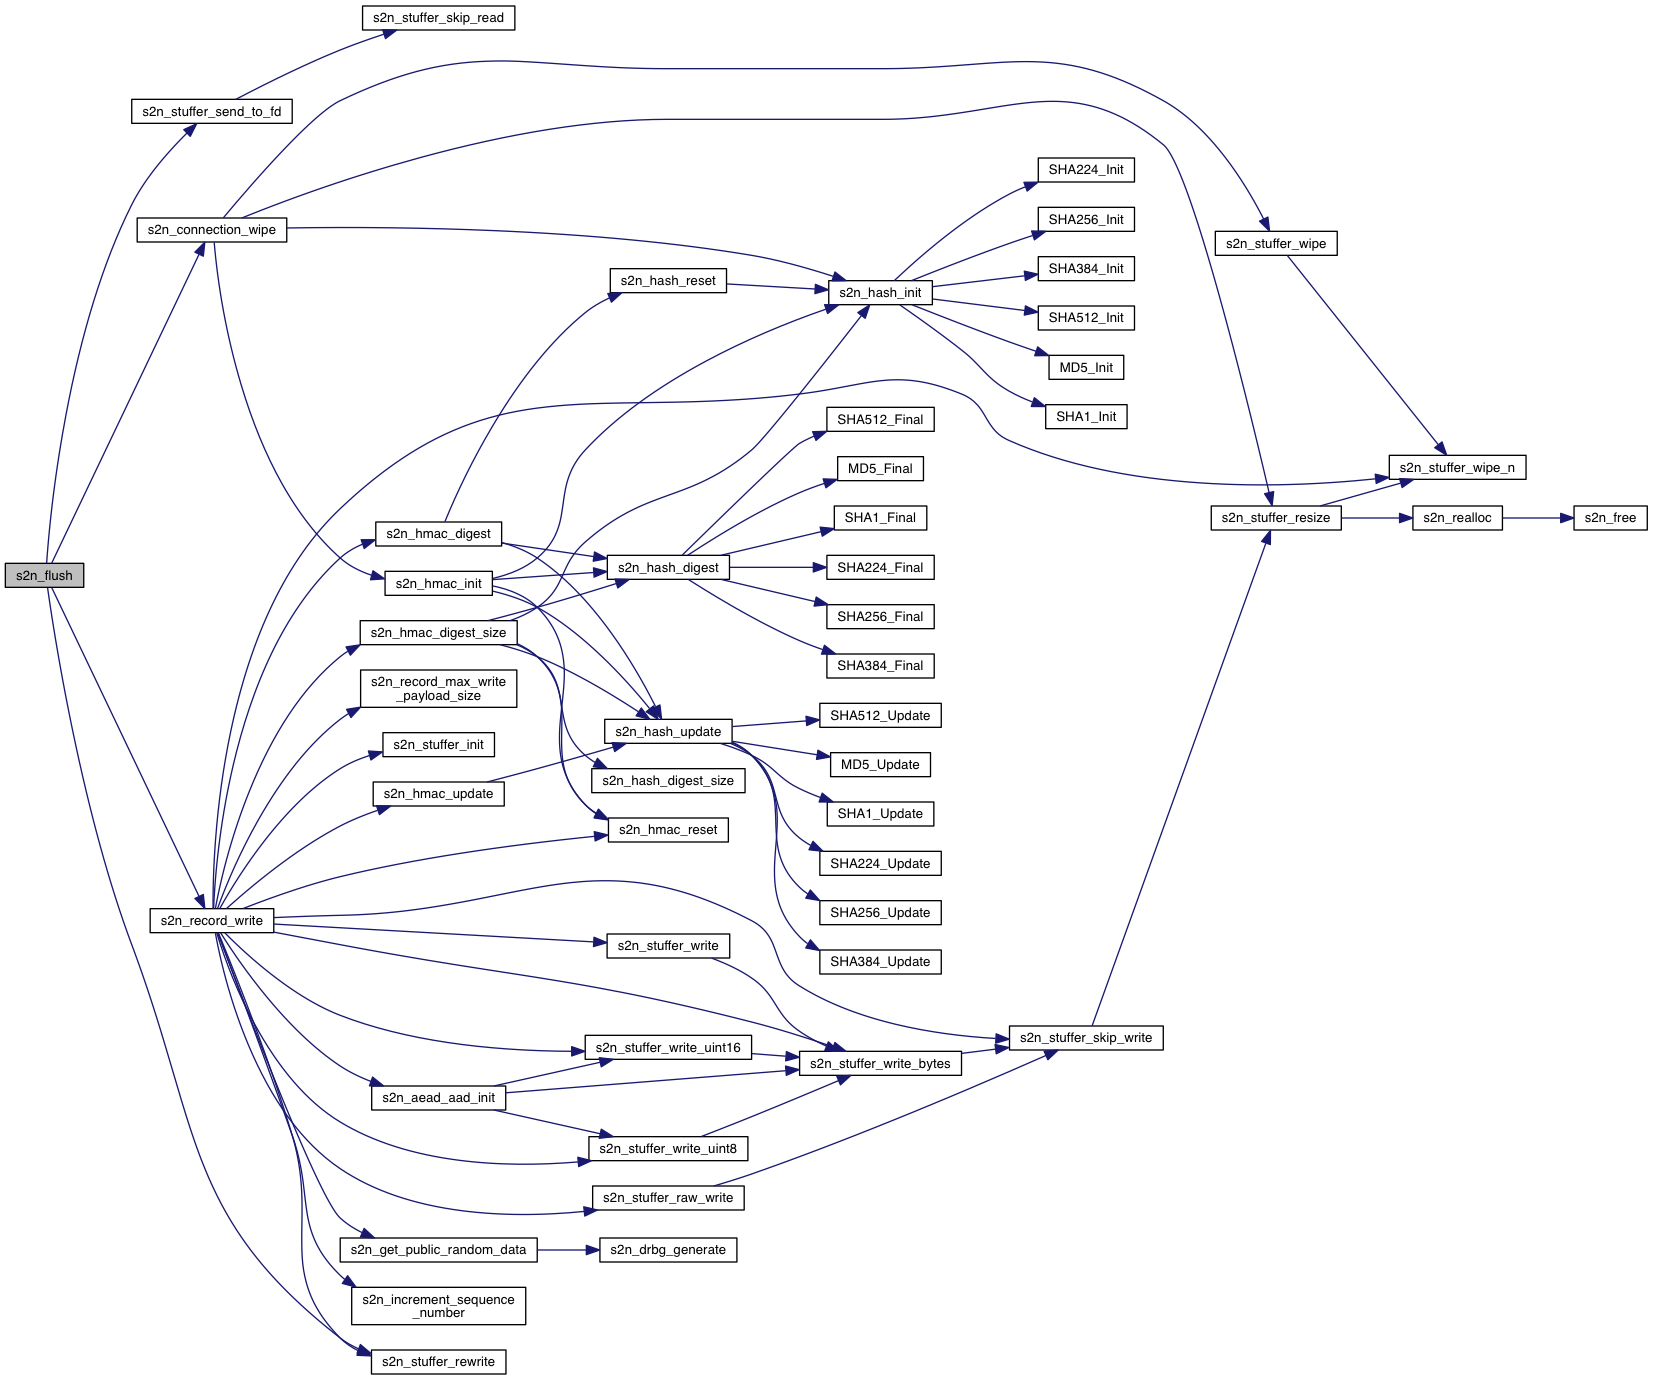 s2n_stuffer_skip_read
s2n_stuffer_send_to_fd
SHA224_Init
SHA256_Init
s2n_connection_wipe
s2n_stuffer_wipe
SHA384_Init
s2n_hash_reset
s2n_hash_init
SHA512_Init
MD5_Init
SHA1_Init
SHA512_Final
MD5_Final
s2n_stuffer_wipe_n
SHA1_Final
s2n_stuffer_resize
s2n_realloc
s2n_free
s2n_hmac_digest
s2n_hash_digest
SHA224_Final
s2n_flush
s2n_hmac_init
SHA256_Final
s2n_hmac_digest_size
SHA384_Final
s2n_record_max_write
_payload_size
SHA512_Update
s2n_hash_update
s2n_stuffer_init
MD5_Update
s2n_hash_digest_size
s2n_hmac_update
SHA1_Update
s2n_hmac_reset
SHA224_Update
SHA256_Update
s2n_record_write
s2n_stuffer_write
SHA384_Update
s2n_stuffer_skip_write
s2n_stuffer_write_uint16
s2n_stuffer_write_bytes
s2n_aead_aad_init
s2n_stuffer_write_uint8
s2n_stuffer_raw_write
s2n_get_public_random_data
s2n_drbg_generate
s2n_increment_sequence
_number
s2n_stuffer_rewrite